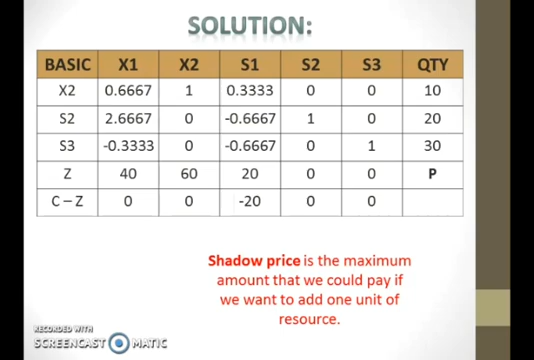 SOLUTION:
BASIC X1 X2 S1 S2 S3 QTY
X2 0.6667 1 0.3333 0 0 10
S2 2.6667 0 -0.6667 1 0 20
S3 -0.3333 0 -0.6667 0 1 30
Z 40 60 20 0 0 P
C – Z 0 0 -20 0 0
Shadow price is the maximum
amount that we could pay if
we want to add one unit of
resource.
RECORDED WITH
SCREENCAST MATIC